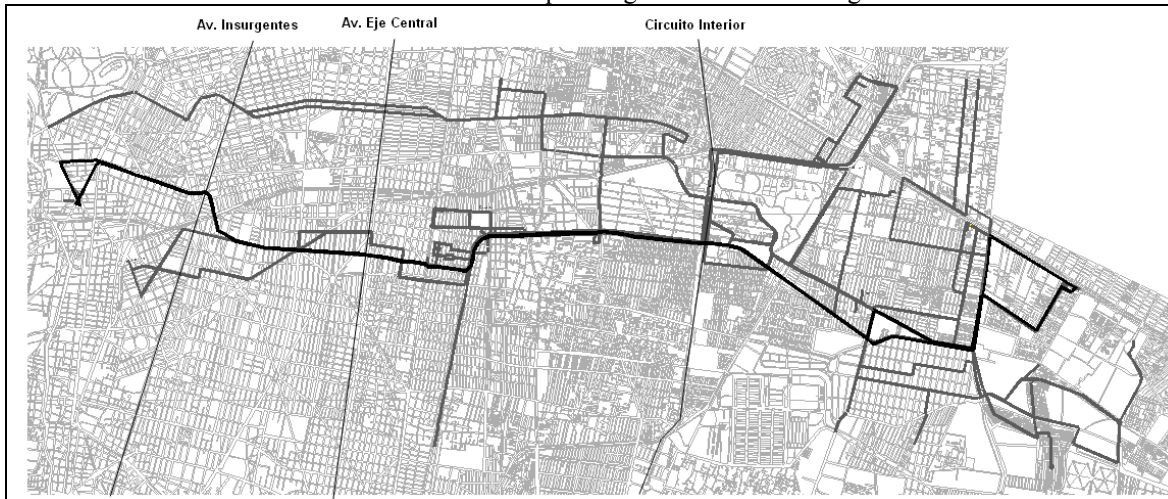 Av. Insurgentes
Av. Eje Central
Circuito Interior